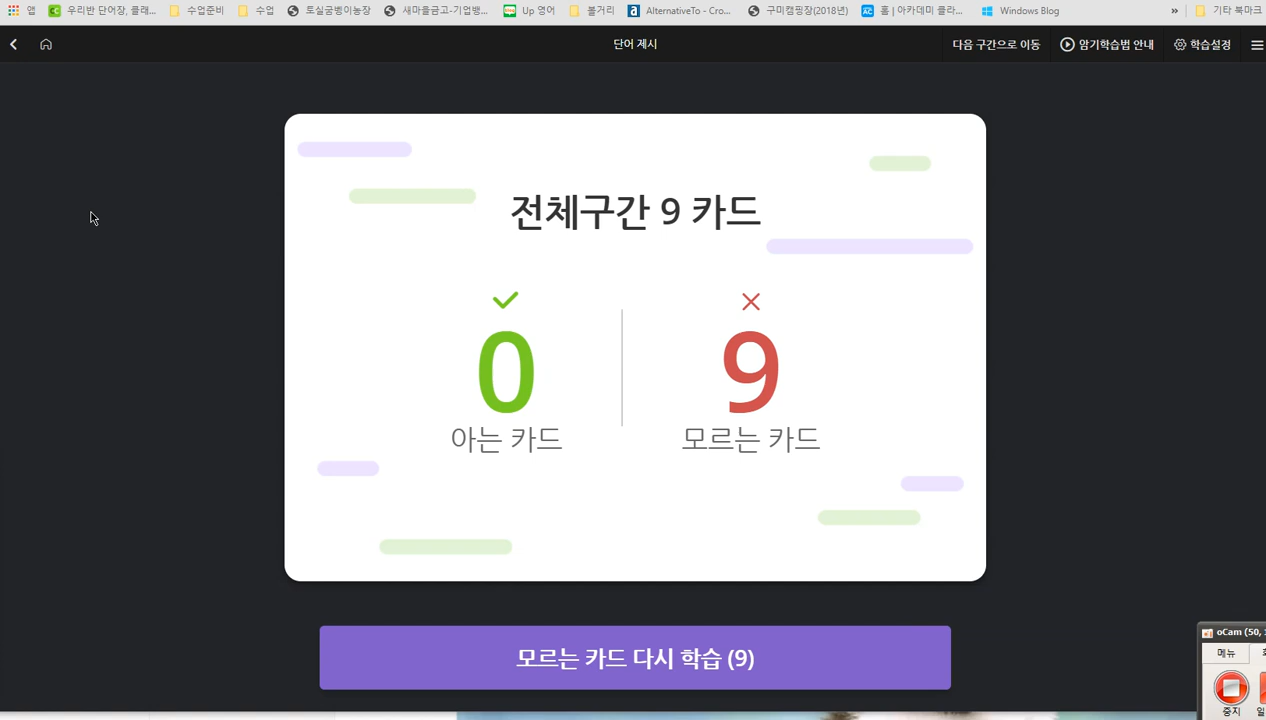 앱 우리반 단어장, 클래... 수업준비 수업 토실굼벵이농장 새마을금고-기업뱅... Up 영어 볼거리 AlternativeTo - Cro... 구미캠핑장(2018년) 홈 | 아카데미 클라... Windows Blog » 기타 북마크
단어 제시 다음 구간으로 이동 암기학습법 안내 학습설정
전체구간 9 카드
0 9
아는 카드 모르는 카드
모르는 카드 다시 학습 (9)
oCam (50,
메뉴
중지